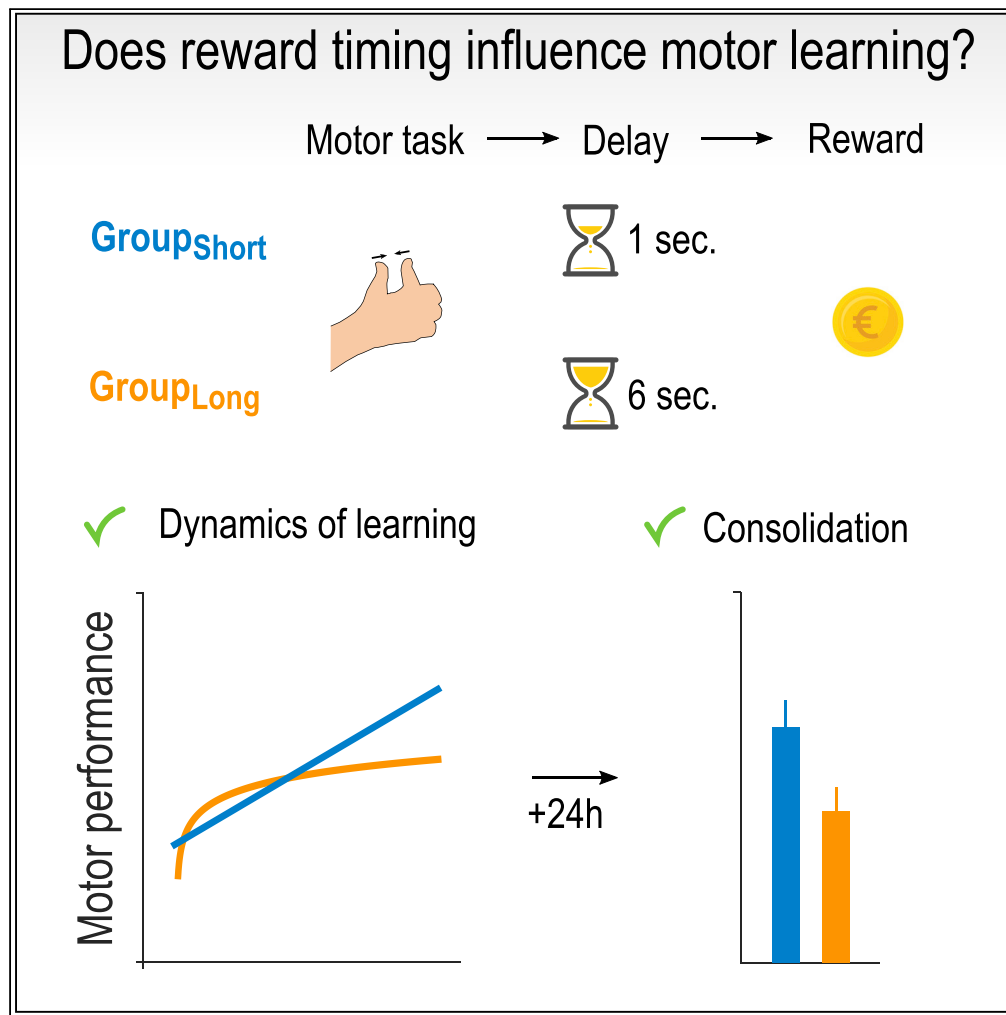 Does reward timing influence motor learning?
Motor task Delay Reward
GroupShort 1 sec.
€
GroupLong 6 sec.
Dynamics of learning Consolidation
Motor performance
+24h